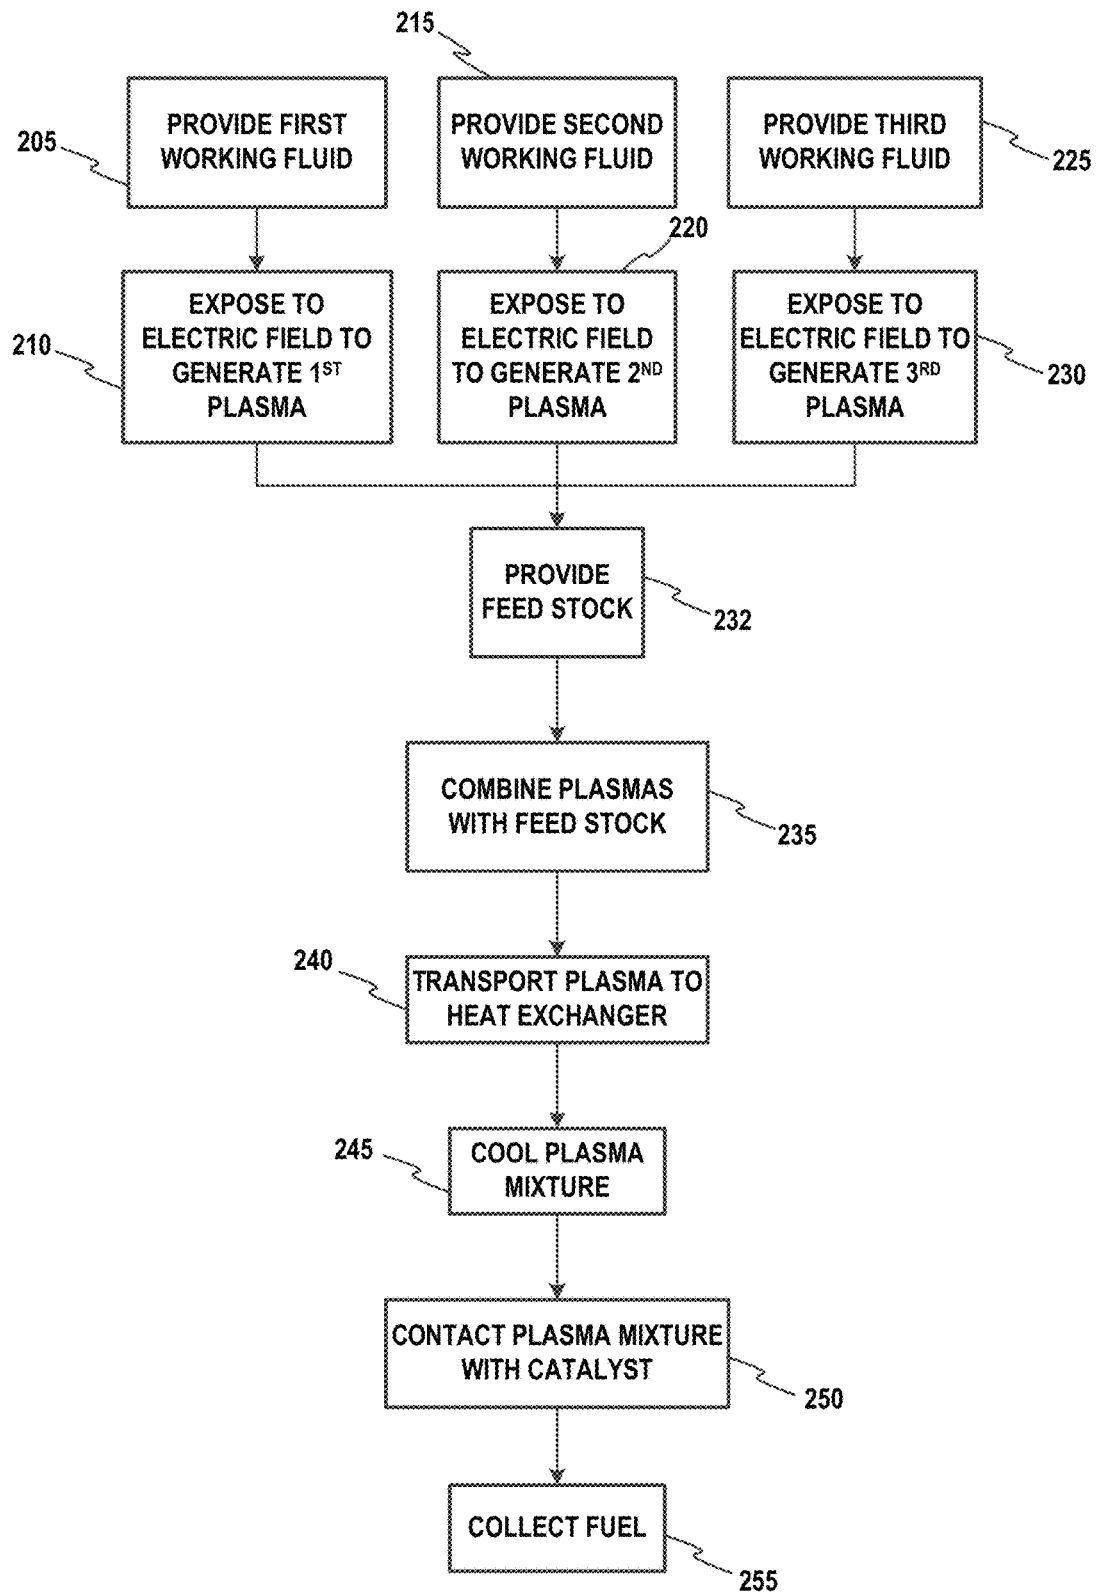 215
PROVIDE FIRST
WORKING FLUID
205
PROVIDE SECOND
WORKING FLUID
PROVIDE THIRD
WORKING FLUID
225
220
EXPOSE TO
ELECTRIC FIELD TO
GENERATE 1ST
PLASMA
210
EXPOSE TO
ELECTRIC FIELD
TO GENERATE 2ND
PLASMA
EXPOSE TO
ELECTRIC FIELD TO
GENERATE 3RD
PLASMA
230
PROVIDE
FEED STOCK
232
COMBINE PLASMAS
WITH FEED STOCK
235
240
TRANSPORT PLASMA TO
HEAT EXCHANGER
245
COOL PLASMA
MIXTURE
CONTACT PLASMA MIXTURE
WITH CATALYST
250
COLLECT FUEL
255